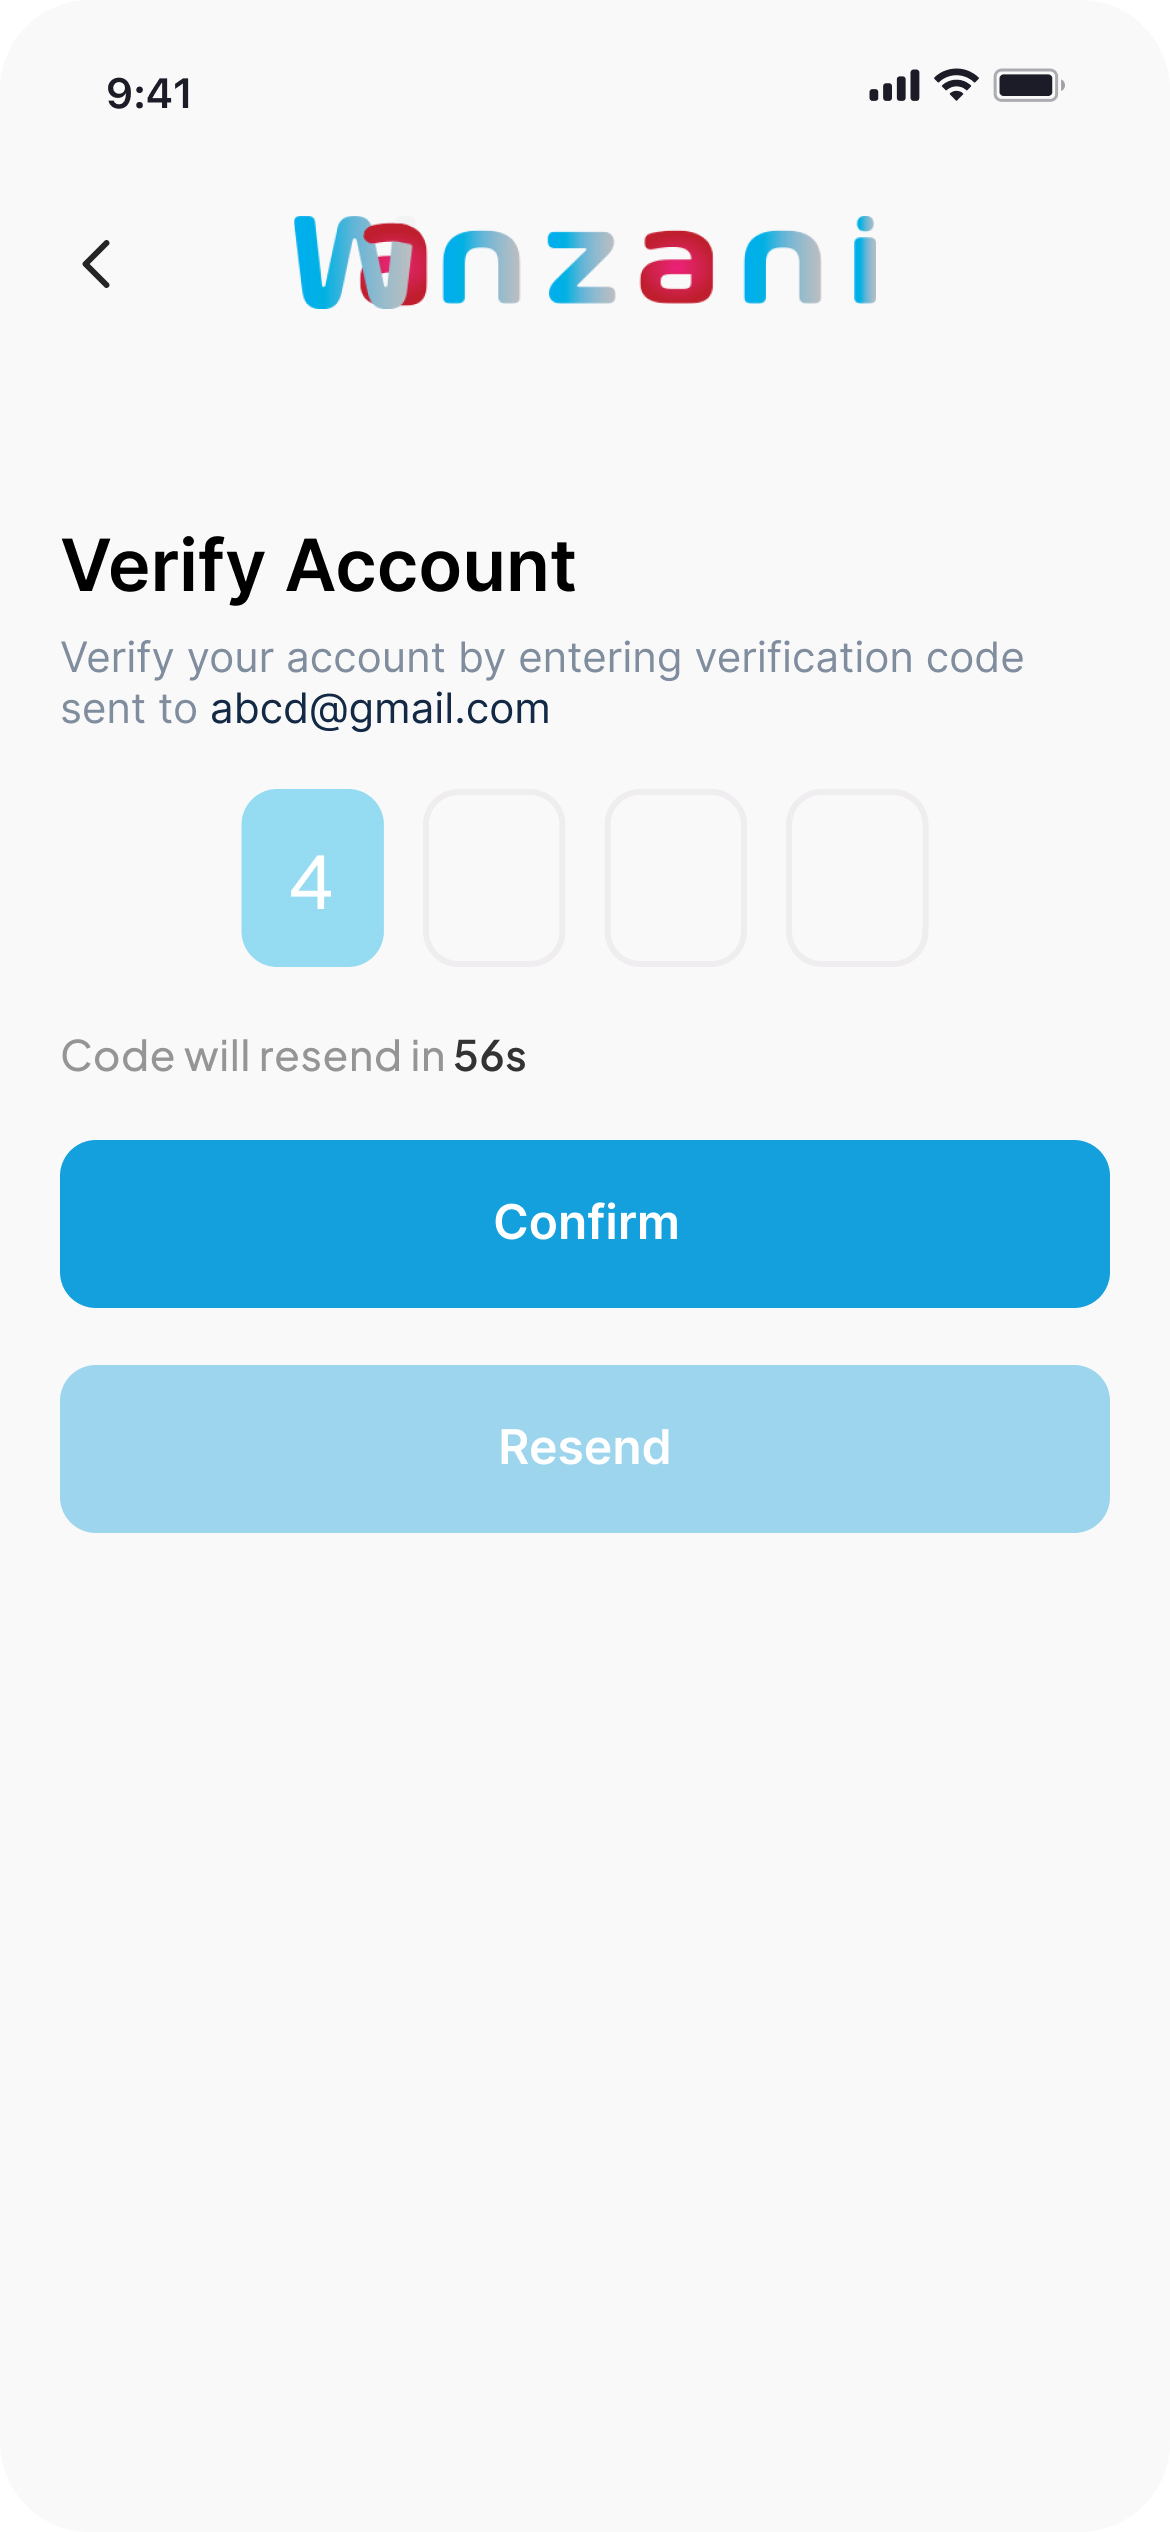 9:41
Wanzani
Verify Account
Verify your account by entering verification code
sent to abcd@gmail.com
4
Code will resend in 56s
Confirm
Resend